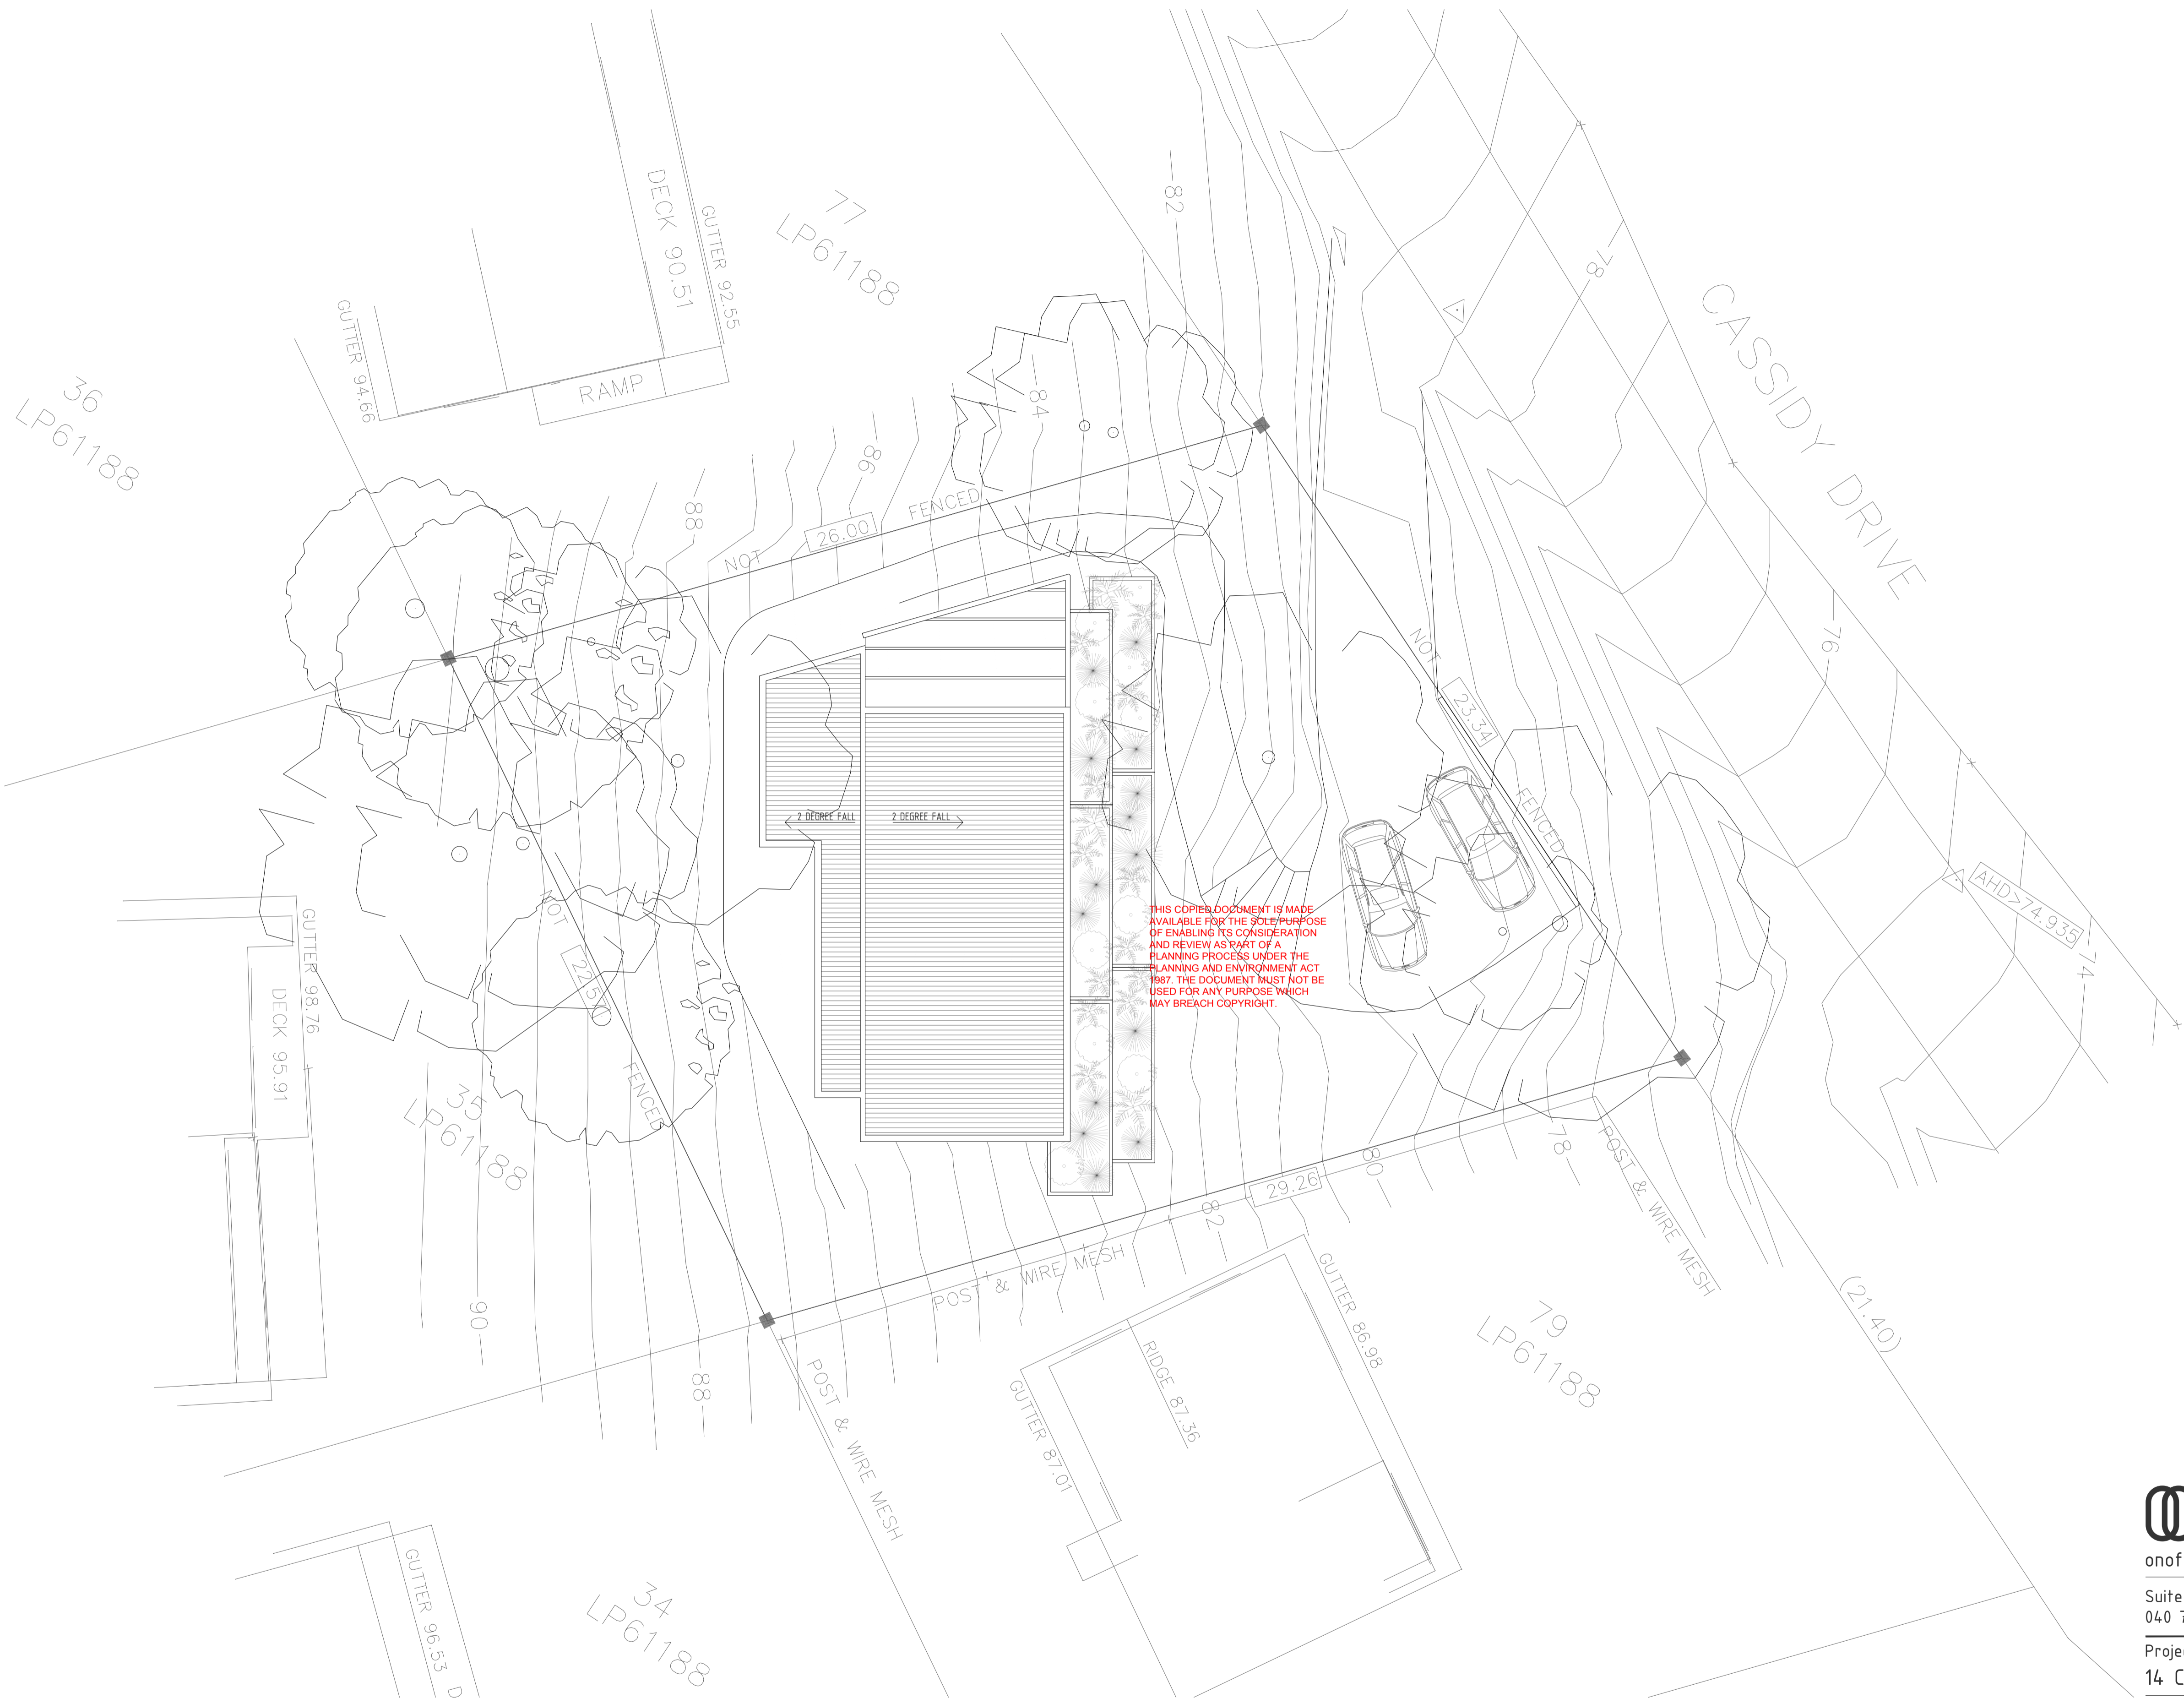 CASSIDY DRIVE
77
LP61188
DECK 90.51
GUTTER 92.55
GUTTER 94.66
RAMP
36
LP61188
82
84
86
88
78
76
74
AHD>74.935
NOT
26.00
FENCED
NOT
23.34
FENCED
2 DEGREE FALL
2 DEGREE FALL
THIS COPIED DOCUMENT IS MADE
AVAILABLE FOR THE SOLE PURPOSE
OF ENABLING ITS CONSIDERATION
AND REVIEW AS PART OF A
PLANNING PROCESS UNDER THE
PLANNING AND ENVIRONMENT ACT
1987. THE DOCUMENT MUST NOT BE
USED FOR ANY PURPOSE WHICH
MAY BREACH COPYRIGHT.
NOT
FENCED
GUTTER 98.76
DECK 95.91
35
LP61188
90
88
82
80
78
29.26
POST & WIRE MESH
POST & WIRE MESH
POST & WIRE MESH
GUTTER 86.98
RIDGE 87.36
GUTTER 87.01
79
LP61188
(21.40)
GUTTER 96.53 D
34
LP61188
onof
Suite
040 7
Proje
14 C